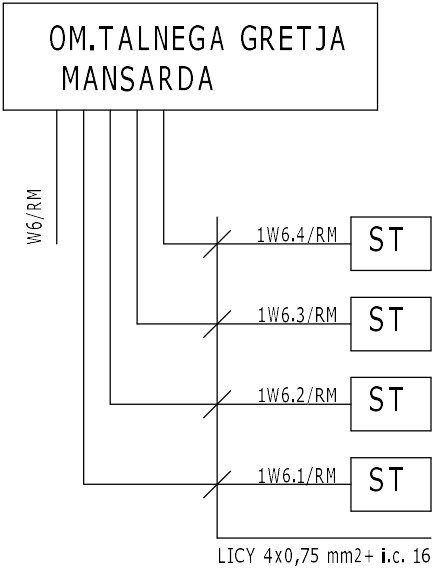 OM.TALNEGA GRETJA
MANSARDA
W6/RM
1W6.4/RM
ST
1W6.3/RM
ST
1W6.2/RM
ST
1W6.1/RM
ST
LICY 4x0,75 mm2+ i.c. 16